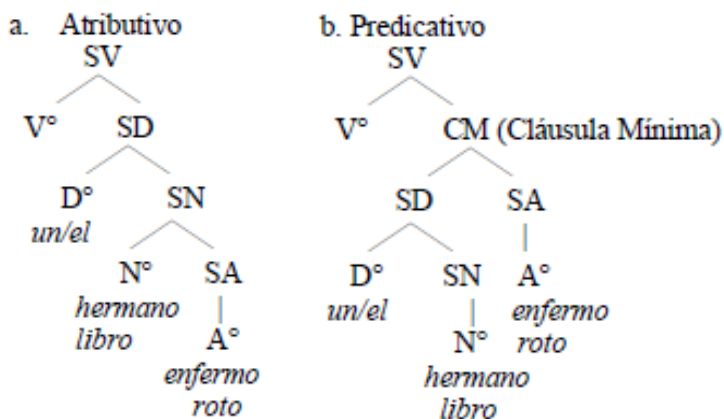 a. Atributivo b. Predicativo
SV SV
V° SD V° CM (Cláusula Mínima)
D° SN SD SA
un/el
N° SA D° SN A°
hermano un/el enfermo
libro A° N° roto
enfermo hermano
roto libro